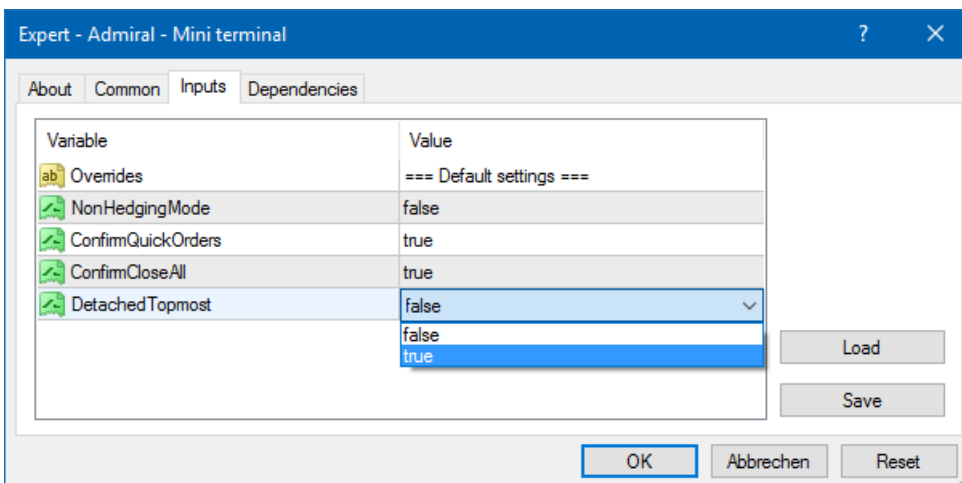 Expert - Admiral - Mini terminal ? ×
About Common Inputs Dependencies
Variable Value
ab Overrides === Default settings ===
NonHedgingMode false
ConfirmQuickOrders true
ConfirmCloseAll true
DetachedTopmost false
false
true
Load
Save
OK Abbrechen Reset